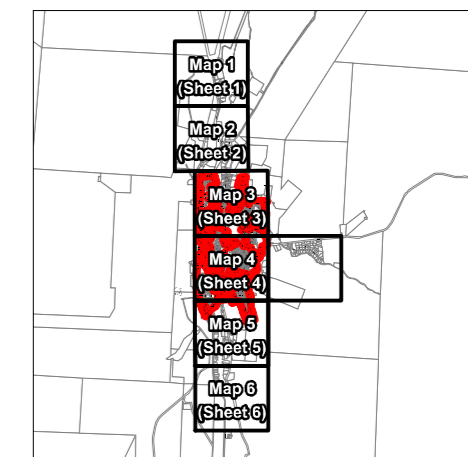 Map 1
(Sheet 1)
Map 2
(Sheet 2)
Map 3
(Sheet 3)
Map 4
(Sheet 4)
Map 5
(Sheet 5)
Map 6
(Sheet 6)